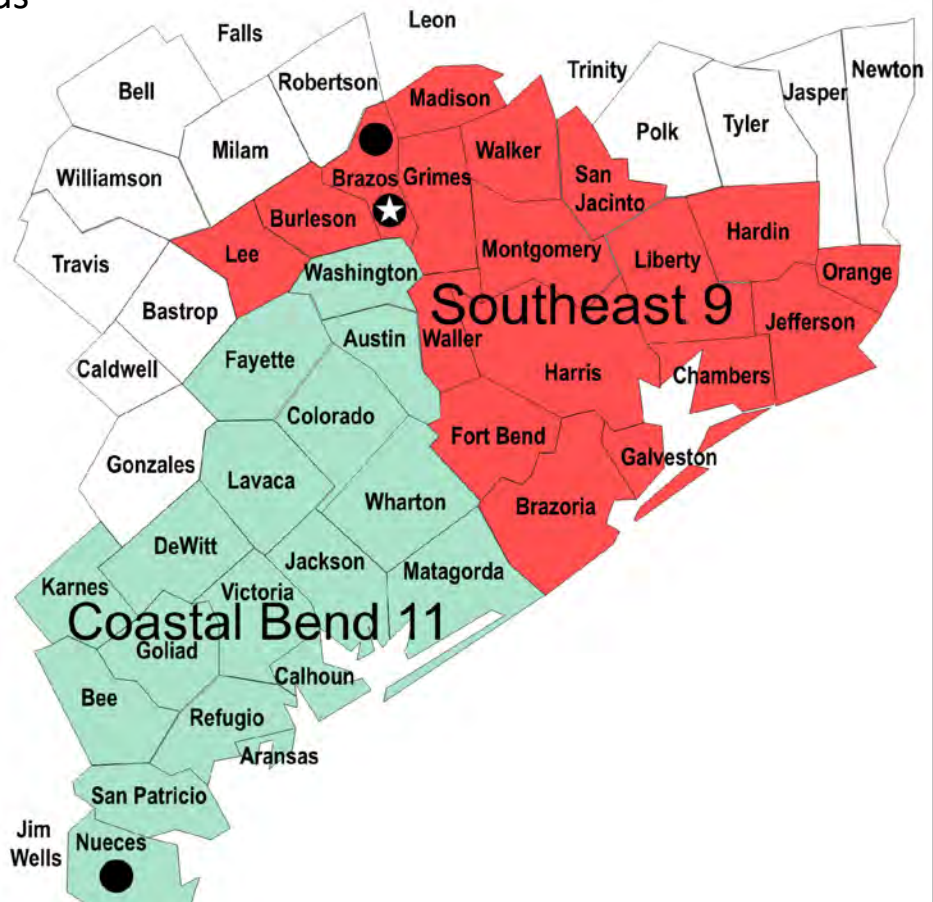 Leon
Falls
Robertson
Trinity
Newton
Bell
Madison
Jasper
Milam
Polk
Tyler
Walker
Williamson
Brazos
Grimes
San
Jacinto
Burleson
Hardin
Lee
Montgomery
Liberty
Travis
Washington
Orange
Southeast 9
Bastrop
Austin
Waller
Jefferson
Caldwell
Fayette
Harris
Chambers
Colorado
Fort Bend
Galveston
Gonzales
Lavaca
Wharton
Brazoria
DeWitt
Jackson
Matagorda
Karnes
Victoria
Coastal Bend 11
Goliad
Calhoun
Bee
Refugio
Aransas
San Patricio
Jim
Wells
Nueces